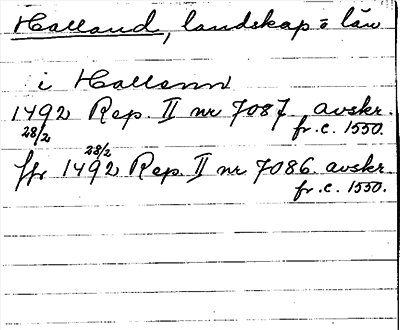 Halland, landskap o län
i Hallenn
1492 Rep. II nr 7087 avskr.
28/2 fr. c. 1550.
28/2
ffr 1492 Rep. II nr 7086. avskr.
fr. c. 1550.